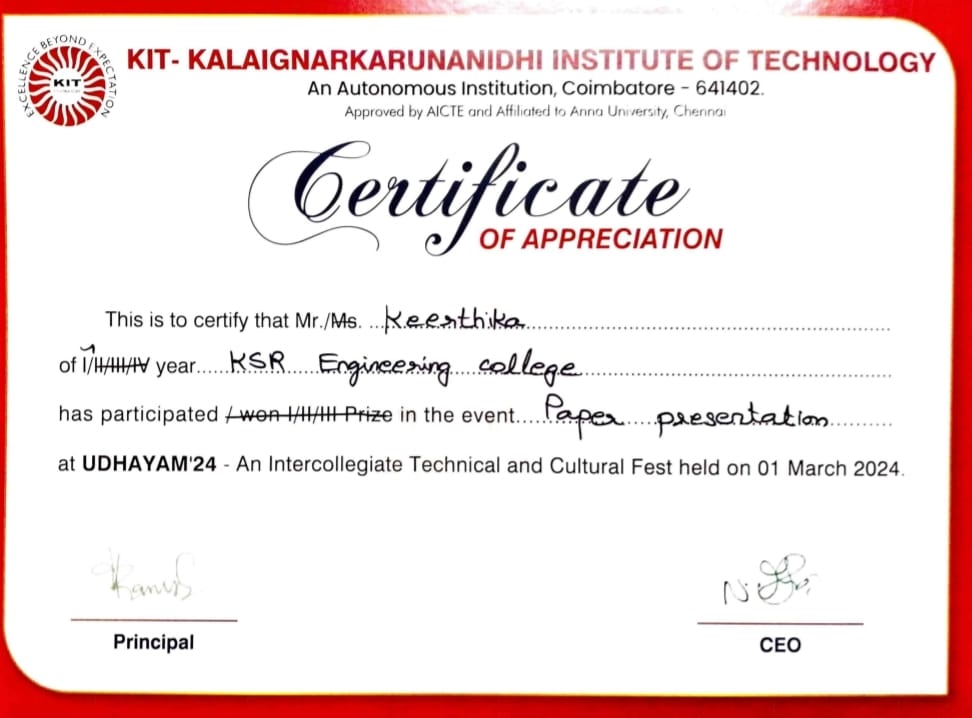 EXCELLENCE BEYOND EXPECTATION
KIT
KIT- KALAIGNARKARUNANIDHI INSTITUTE OF TECHNOLOGY
An Autonomous Institution, Coimbatore - 641402.
Approved by AICTE and Affiliated to Anna University, Chennai
Certificate
OF APPRECIATION
This is to certify that Mr./Ms. ...Keerthika...
of I/II/III/IV year......KSR Engineering college...
has participated / won I/II/III Prize in the event....Paper presentation...
at UDHAYAM'24 - An Intercollegiate Technical and Cultural Fest held on 01 March 2024.
Principal
CEO